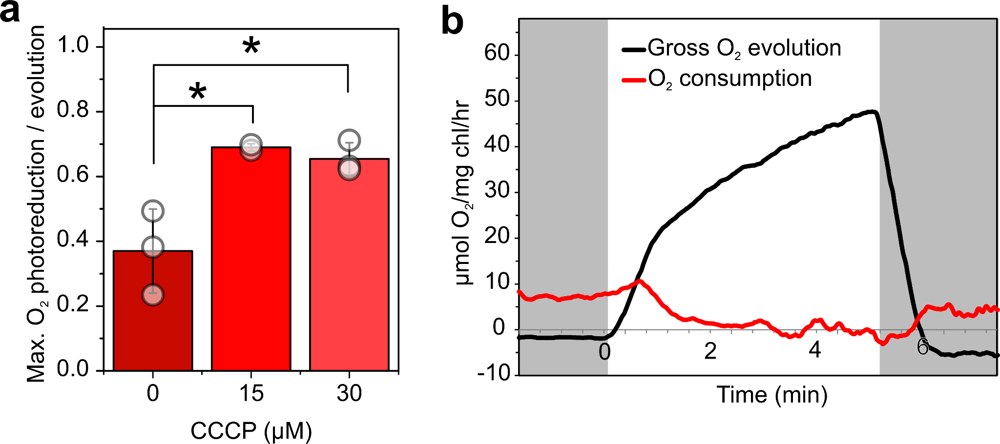 a
Max. O₂ photoreduction / evolution
1.0
0.8
0.6
0.4
0.2
0.0
*
*
0 15 30
CCCP (µM)
b
µmol O₂/mg chl/hr
60
50
40
30
20
10
0
-10
Gross O₂ evolution
O₂ consumption
0 2 4 6
Time (min)